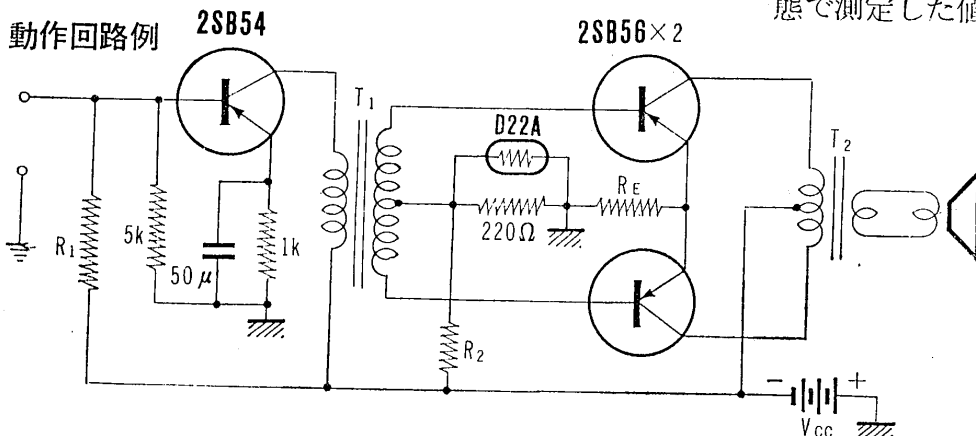 態で測定した値
動作回路例
2SB54
2SB56×2
T1
D22A
T2
RE
220Ω
R1
5k
50μ
1k
R2
− +
Vcc